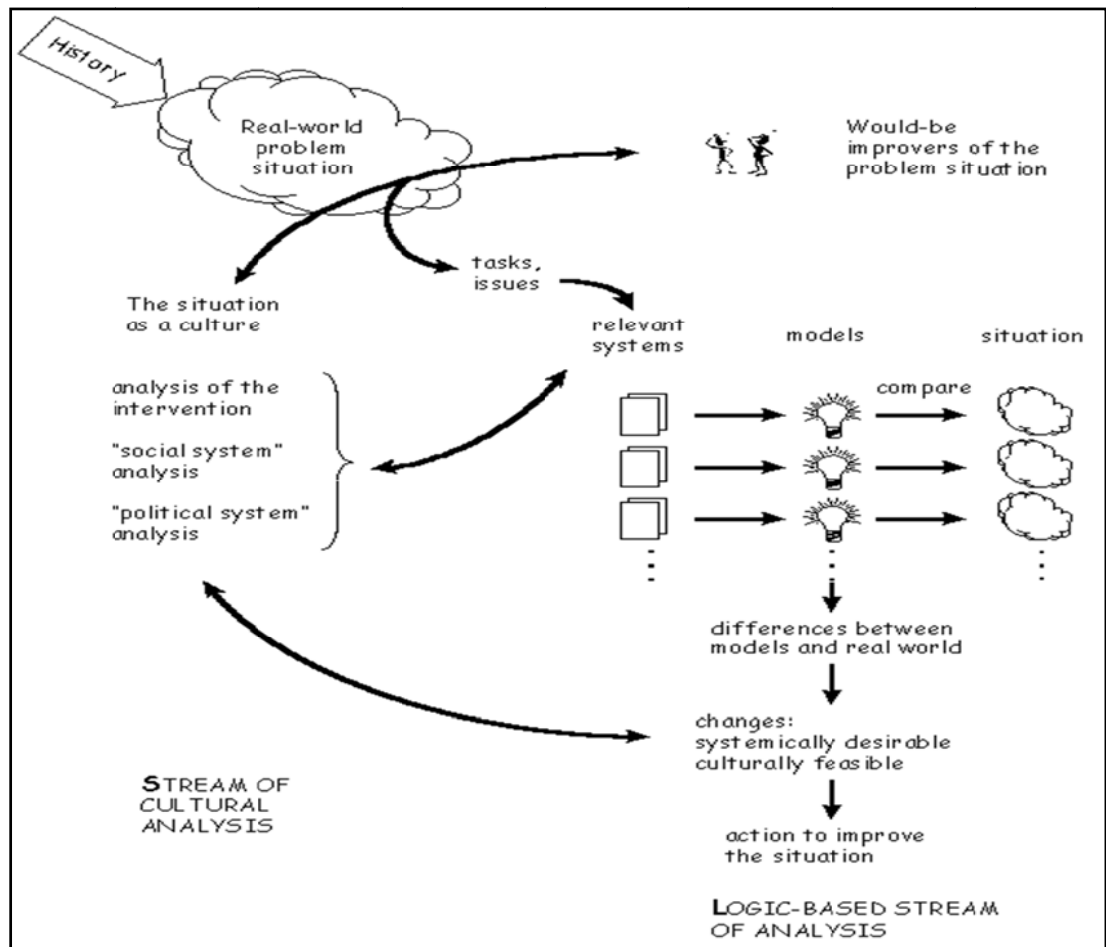 History
Real-world
problem
situation
Would-be
improvers of the
problem situation
tasks,
issues
The situation
as a culture
relevant
systems
models
situation
analysis of the
intervention
"social system"
analysis
"political system"
analysis
compare
differences between
models and real world
changes:
systemically desirable
culturally feasible
STREAM OF
CULTURAL
ANALYSIS
action to improve
the situation
LOGIC-BASED STREAM
OF ANALYSIS